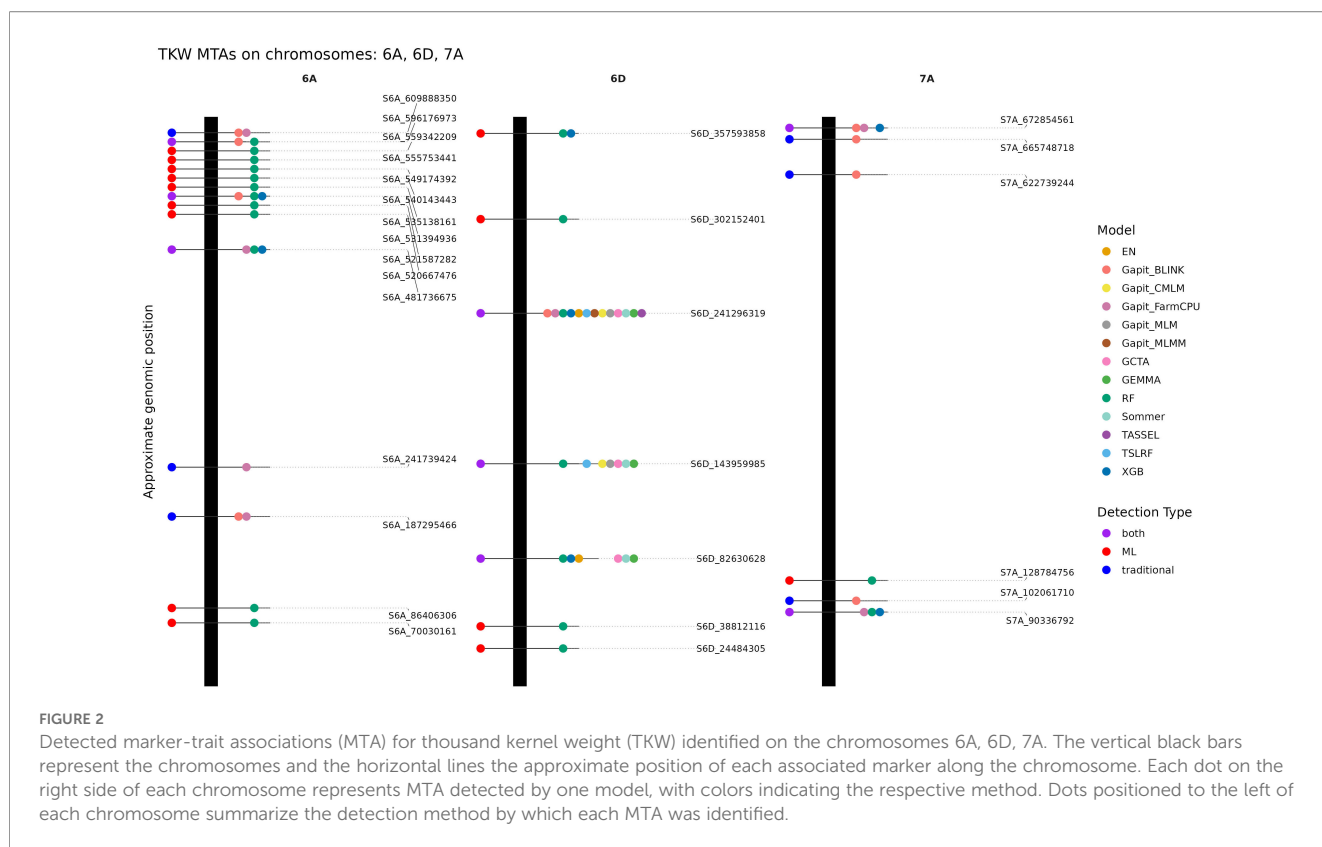 TKW MTAs on chromosomes: 6A, 6D, 7A
6A
6D
7A
Approximate genomic position
S6A_609888350
S6A_596176973
S6A_559342209
S6A_555753441
S6A_549174392
S6A_540143443
S6A_535138161
S6A_531394936
S6A_521587282
S6A_520667476
S6A_481736675
S6A_241739424
S6A_187295466
S6A_86406306
S6A_70030161
S6D_357593858
S6D_302152401
S6D_241296319
S6D_143959985
S6D_82630628
S6D_38812116
S6D_24484305
S7A_672854561
S7A_665748718
S7A_622739244
S7A_128784756
S7A_102061710
S7A_90336792
Model
EN
Gapit_BLINK
Gapit_CMLM
Gapit_FarmCPU
Gapit_MLM
Gapit_MLMM
GCTA
GEMMA
RF
Sommer
TASSEL
TSLRF
XGB
Detection Type
both
ML
traditional
FIGURE 2
Detected marker-trait associations (MTA) for thousand kernel weight (TKW) identified on the chromosomes 6A, 6D, 7A. The vertical black bars
represent the chromosomes and the horizontal lines the approximate position of each associated marker along the chromosome. Each dot on the
right side of each chromosome represents MTA detected by one model, with colors indicating the respective method. Dots positioned to the left of
each chromosome summarize the detection method by which each MTA was identified.